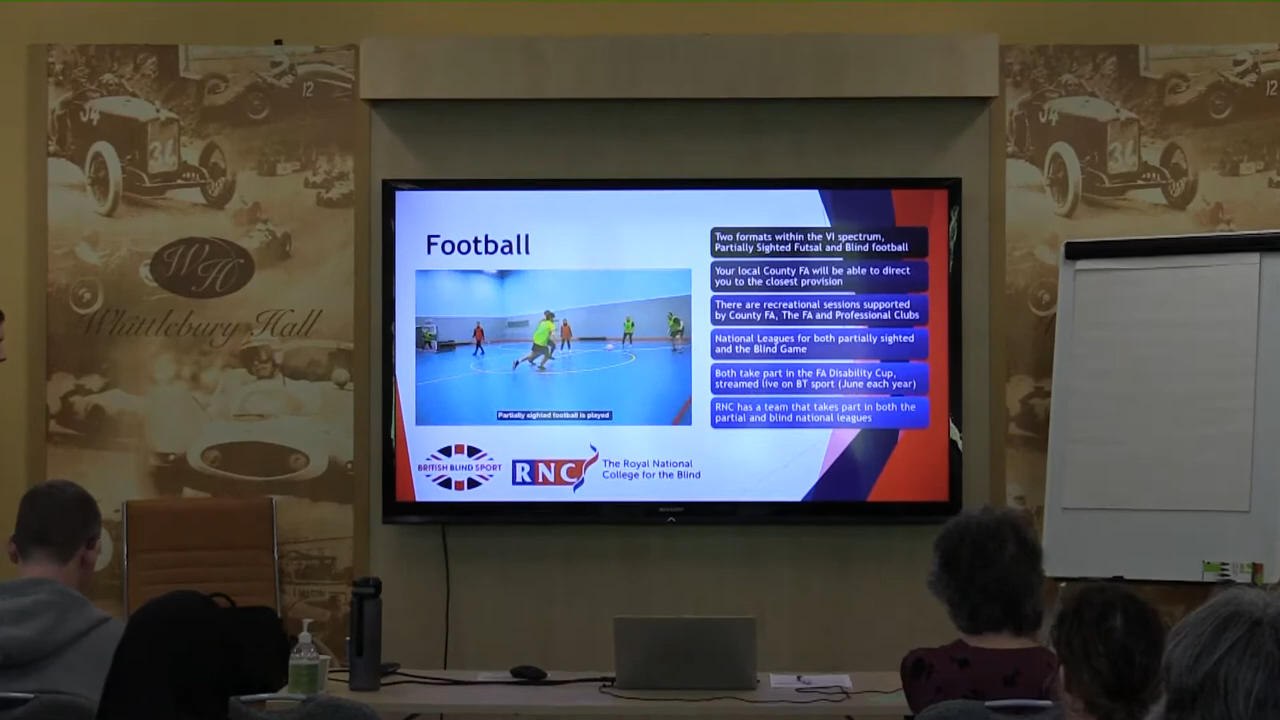 34
12
34
WH
Whittlebury Hall
Football
Partially sighted football is played
BRITISH BLIND SPORT
RNC
The Royal National
College for the Blind
Two formats within the VI spectrum,
Partially Sighted Futsal and Blind football
Your local County FA will be able to direct
you to the closest provision
There are recreational sessions supported
by County FA, The FA and Professional Clubs
National Leagues for both partially sighted
and the Blind Game
Both take part in the FA Disability Cup,
streamed live on BT sport (June each year)
RNC has a team that takes part in both the
partial and blind national leagues
SHARP
34
12
34